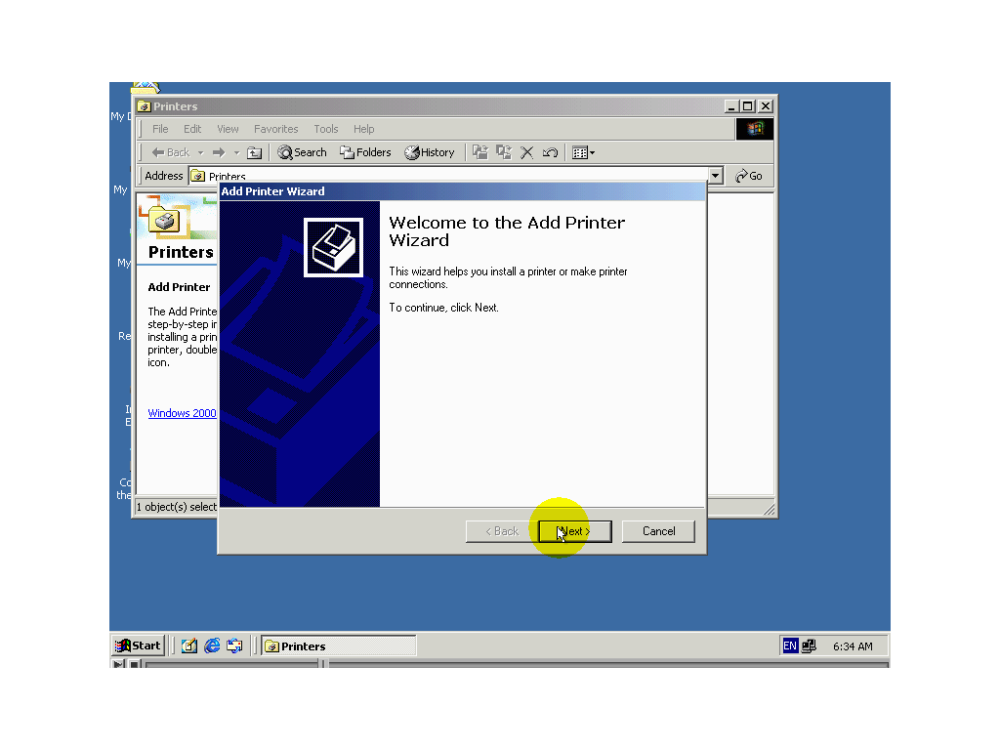 Printers
File Edit View Favorites Tools Help
Back Search Folders History
Address Printers Go
Add Printer Wizard
Welcome to the Add Printer
Wizard
This wizard helps you install a printer or make printer
connections.
To continue, click Next.
< Back Next > Cancel
Printers
Add Printer
The Add Printe
step-by-step in
installing a prin
printer, double
icon.
Windows 2000
1 object(s) select
My D
My
My
Re
In
E
Co
the
Start Printers EN 6:34 AM